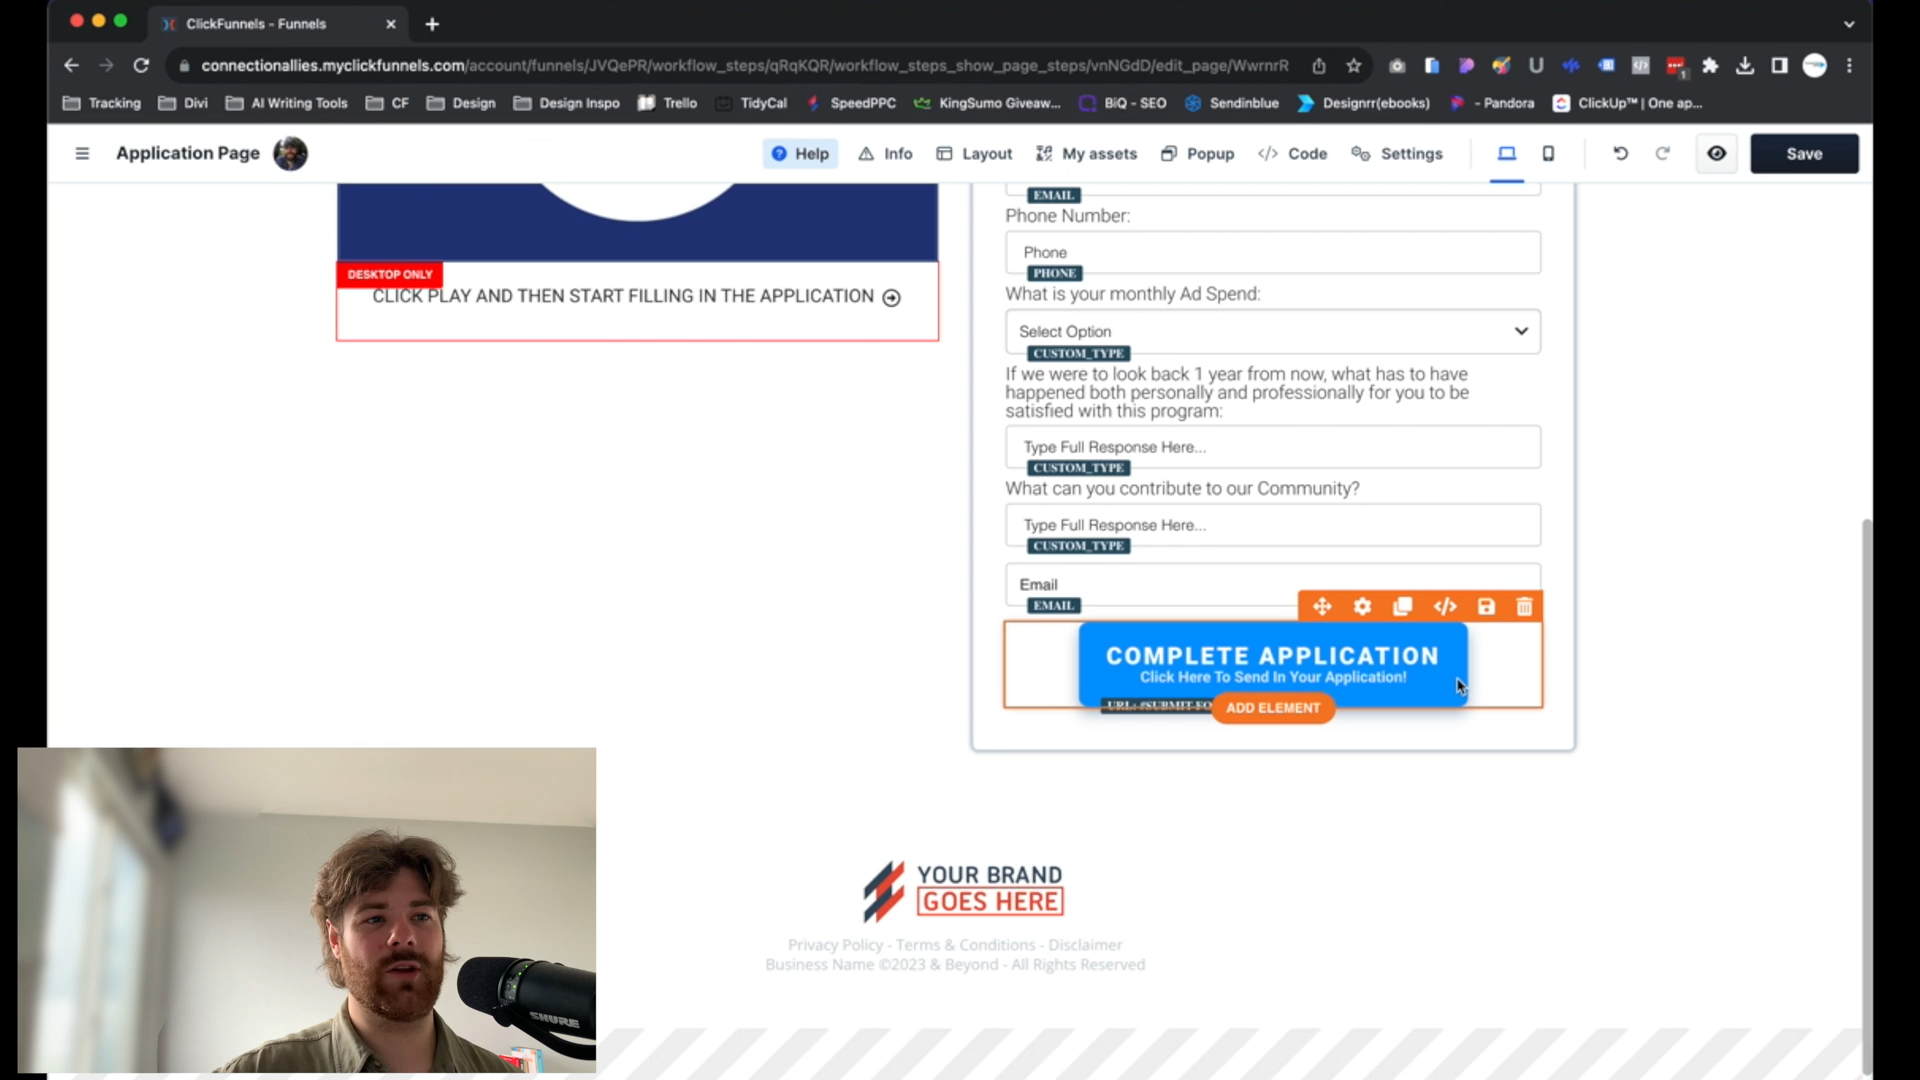 ClickFunnels - Funnels
connectionallies.myclickfunnels.com/account/funnels/JVQePR/workflow_steps/qRqKQR/workflow_steps_show_page_steps/vnNGdD/edit_page/WwrnrR
Tracking Divi AI Writing Tools CF Design Design Inspo Trello TidyCal SpeedPPC KingSumo Giveaw... BiQ - SEO Sendinblue Designrr(ebooks) - Pandora ClickUp™ | One ap...
Application Page Help Info Layout My assets Popup Code Settings Save
EMAIL
Phone Number:
Phone
PHONE
DESKTOP ONLY
CLICK PLAY AND THEN START FILLING IN THE APPLICATION
What is your monthly Ad Spend:
Select Option
CUSTOM_TYPE
If we were to look back 1 year from now, what has to have
happened both personally and professionally for you to be
satisfied with this program:
Type Full Response Here...
CUSTOM_TYPE
What can you contribute to our Community?
Type Full Response Here...
CUSTOM_TYPE
Email
EMAIL
COMPLETE APPLICATION
Click Here To Send In Your Application!
URL: #SUBMIT-FO
ADD ELEMENT
YOUR BRAND
GOES HERE
Privacy Policy - Terms & Conditions - Disclaimer
Business Name ©2023 & Beyond - All Rights Reserved
SHURE